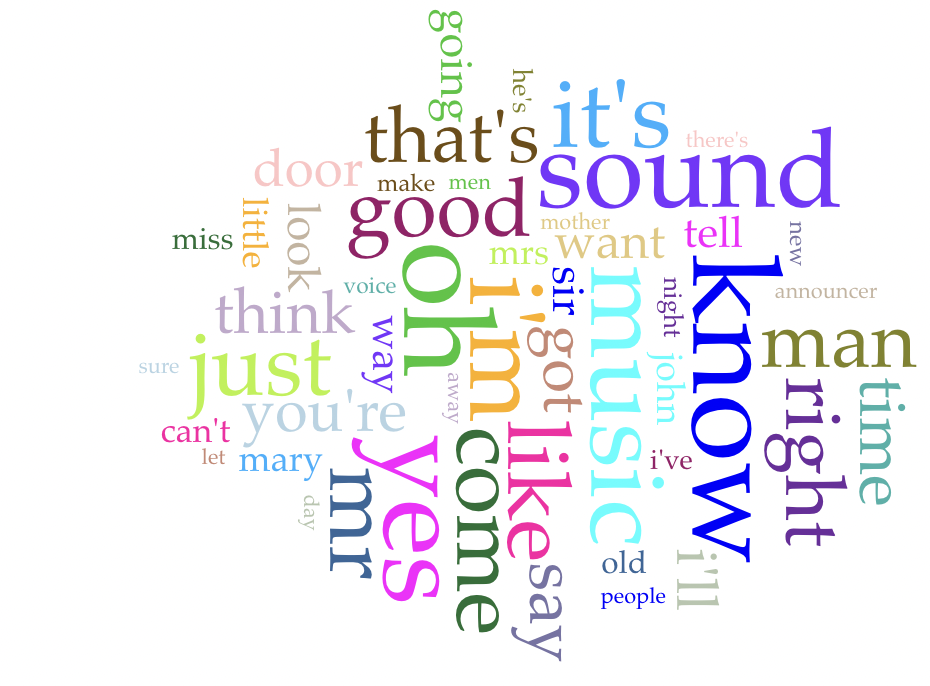 going
he's
it's
that's
there's
sound
door
make
men
good
mother
little
look
miss
want
tell
new
mrs
oh
voice
i'm
sir
music
night
know
announcer
think
way
got
john
man
just
sure
away
you're
right
time
can't
let
mary
yes
come
like
i've
mr
day
old
i'll
say
people